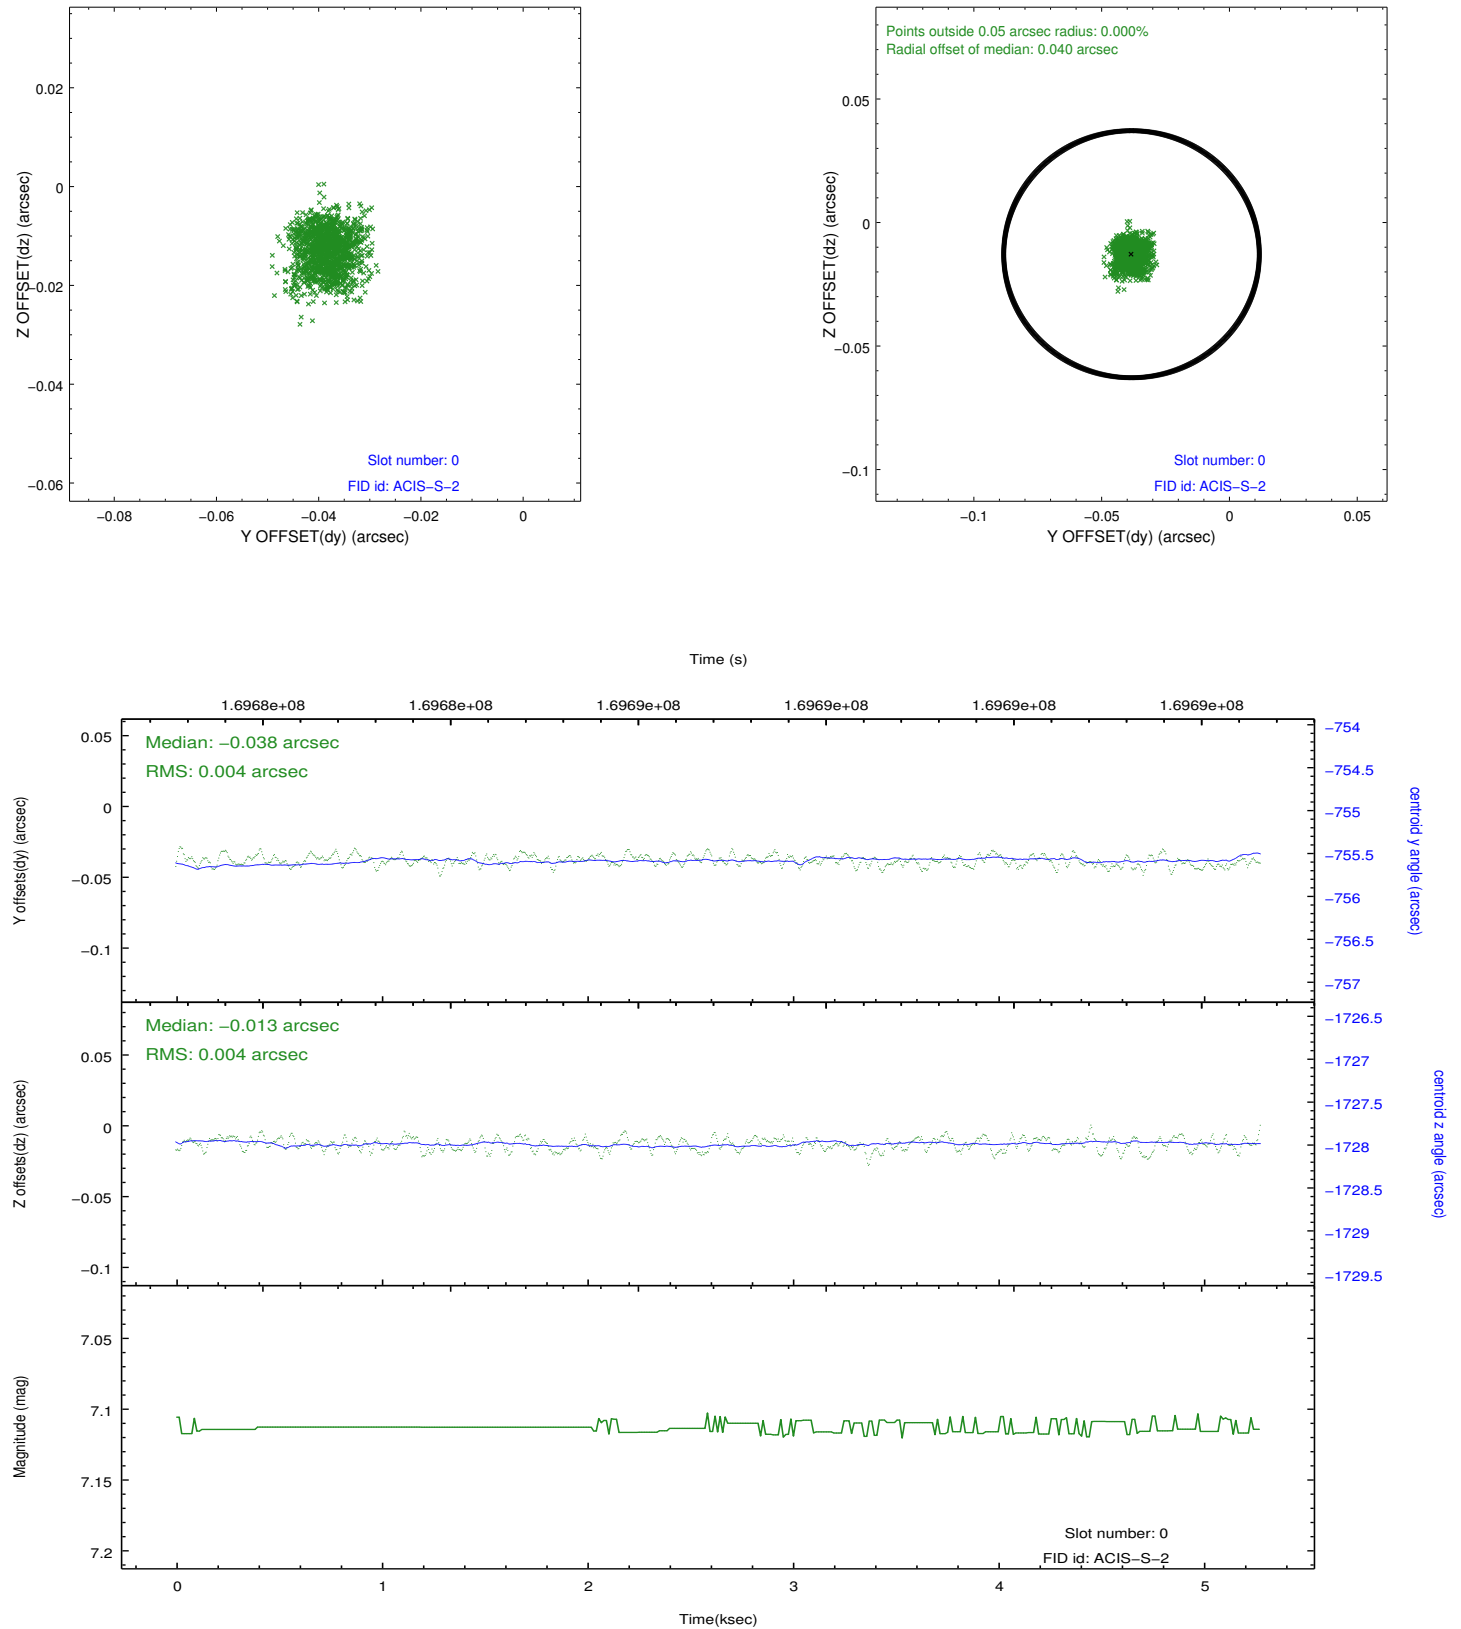 0.02
0
−0.02
−0.04
−0.06
Z OFFSET(dz) (arcsec)
Slot number: 0
FID id: ACIS−S−2
−0.08 −0.06 −0.04 −0.02 0
Y OFFSET(dy) (arcsec)
Points outside 0.05 arcsec radius: 0.000%
Radial offset of median: 0.040 arcsec
0.05
0
−0.05
−0.1
Z OFFSET(dz) (arcsec)
Slot number: 0
FID id: ACIS−S−2
−0.1 −0.05 0 0.05
Y OFFSET(dy) (arcsec)
Time (s)
1.6968e+08 1.6968e+08 1.6969e+08 1.6969e+08 1.6969e+08 1.6969e+08
Median: −0.038 arcsec
RMS: 0.004 arcsec
0.05
0
−0.05
−0.1
Y offsets(dy) (arcsec)
−754
−754.5
−755
−755.5
−756
−756.5
−757
centroid y angle (arcsec)
Median: −0.013 arcsec
RMS: 0.004 arcsec
0.05
0
−0.05
−0.1
Z offsets(dz) (arcsec)
−1726.5
−1727
−1727.5
−1728
−1728.5
−1729
−1729.5
centroid z angle (arcsec)
7.05
7.1
7.15
7.2
Magnitude (mag)
Slot number: 0
FID id: ACIS−S−2
0 1 2 3 4 5
Time(ksec)